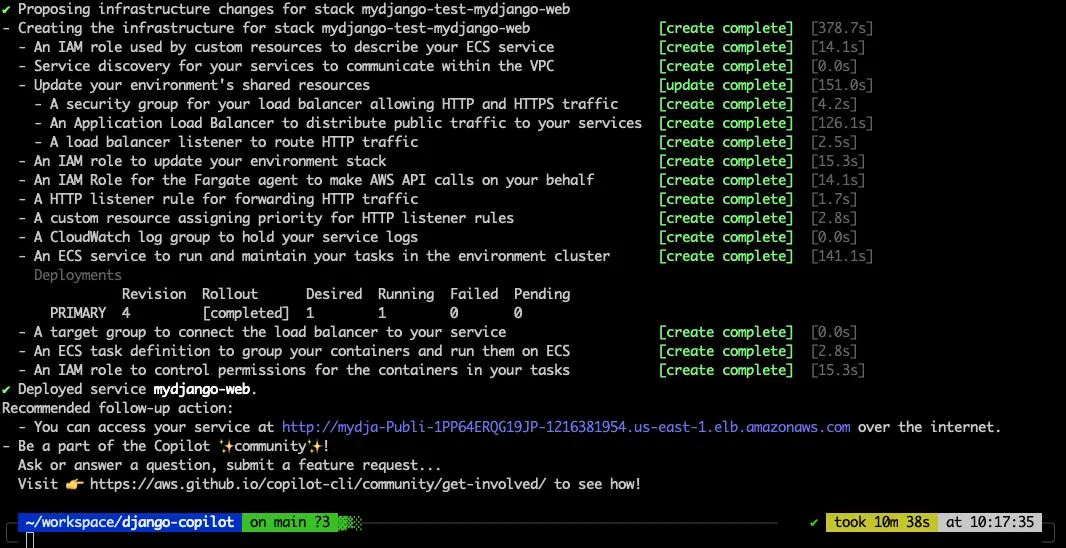 ✔ Proposing infrastructure changes for stack mydjango-test-mydjango-web
- Creating the infrastructure for stack mydjango-test-mydjango-web [create complete] [378.7s]
- An IAM role used by custom resources to describe your ECS service [create complete] [14.1s]
- Service discovery for your services to communicate within the VPC [create complete] [0.0s]
- Update your environment's shared resources [update complete] [151.0s]
- A security group for your load balancer allowing HTTP and HTTPS traffic [create complete] [4.2s]
- An Application Load Balancer to distribute public traffic to your services [create complete] [126.1s]
- A load balancer listener to route HTTP traffic [create complete] [2.5s]
- An IAM role to update your environment stack [create complete] [15.3s]
- An IAM Role for the Fargate agent to make AWS API calls on your behalf [create complete] [14.1s]
- A HTTP listener rule for forwarding HTTP traffic [create complete] [1.7s]
- A custom resource assigning priority for HTTP listener rules [create complete] [2.8s]
- A CloudWatch log group to hold your service logs [create complete] [0.0s]
- An ECS service to run and maintain your tasks in the environment cluster [create complete] [141.1s]
Deployments
Revision Rollout Desired Running Failed Pending
PRIMARY 4 [completed] 1 1 0 0
- A target group to connect the load balancer to your service [create complete] [0.0s]
- An ECS task definition to group your containers and run them on ECS [create complete] [2.8s]
- An IAM role to control permissions for the containers in your tasks [create complete] [15.3s]
✔ Deployed service mydjango-web.
Recommended follow-up action:
- You can access your service at http://mydja-Publi-1PP64ERQG19JP-1216381954.us-east-1.elb.amazonaws.com over the internet.
- Be a part of the Copilot ✨community✨!
Ask or answer a question, submit a feature request...
Visit 👉 https://aws.github.io/copilot-cli/community/get-involved/ to see how!
~/workspace/django-copilot on main ?3 ✔ took 10m 38s at 10:17:35